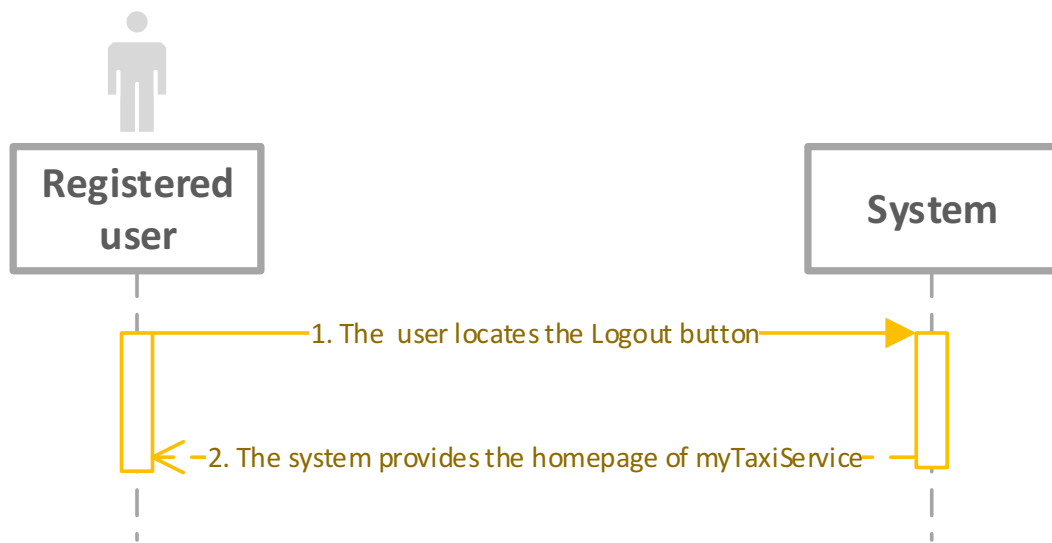 Registered
user
System
1. The  user locates the Logout button
2. The system provides the homepage of myTaxiService